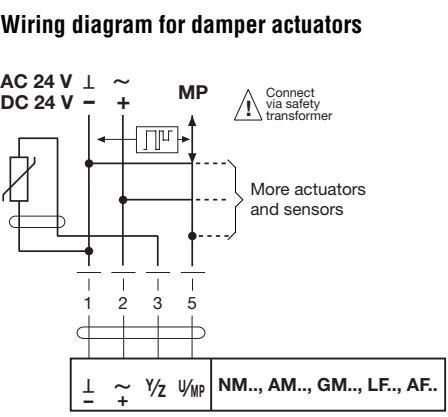 Wiring diagram for damper actuators
AC 24 V ⊥ ~
DC 24 V – +
MP
! Connect
via safety
transformer
More actuators
and sensors
1 2 3 5
⊥ ~ Y/Z U/MP NM.., AM.., GM.., LF.., AF..
– +